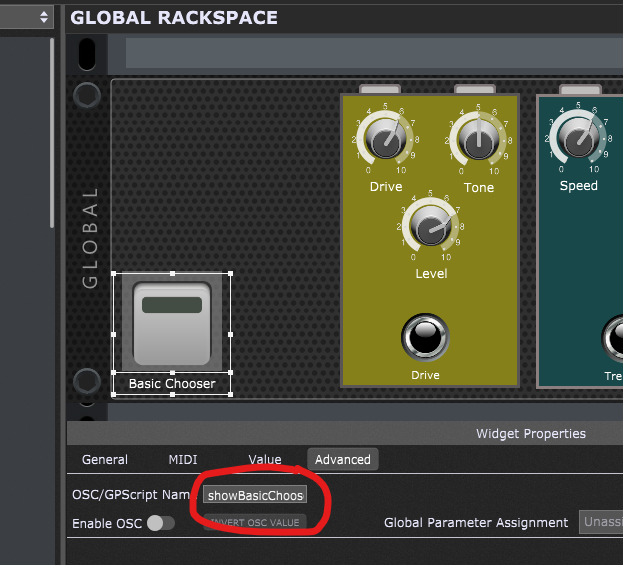 GLOBAL RACKSPACE
GLOBAL
0 1 2 3 4 5 6 7 8 9 10
Drive
0 1 2 3 4 5 6 7 8 9 10
Tone
0 1 2 3 4 5 6 7 8 9 10
Speed
0 1 2 3 4 5 6 7 8 9 10
Level
Drive
Tre
Basic Chooser
Widget Properties
General MIDI Value Advanced
OSC/GPScript Nam showBasicChoos
Enable OSC INVERT OSC VALUE Global Parameter Assignment Unassi